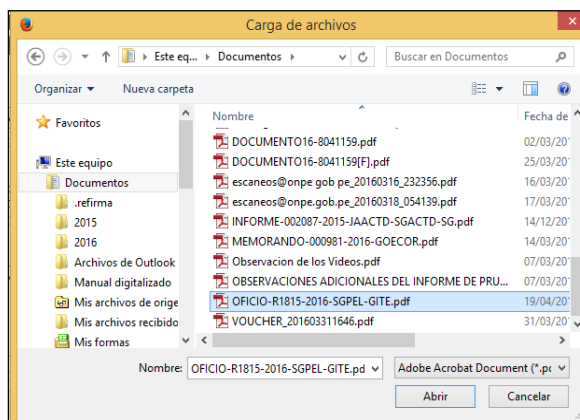 Carga de archivos
Este eq... Documentos
Buscar en Documentos
Organizar Nueva carpeta
Favoritos
Este equipo
Documentos
.refirma
2015
2016
Archivos de Outlook
Manual digitalizado
Mis archivos de orige
Mis archivos recibido
Mis formas
Nombre Fecha de
DOCUMENTO16-8041159.pdf 02/03/20
DOCUMENTO16-8041159[F].pdf 25/03/20
escaneos@onpe gob pe_20160316_232356.pdf 16/03/20
escaneos@onpe.gob.pe_20160318_054139.pdf 17/03/20
INFORME-002087-2015-JAACTD-SGACTD-SG.pdf 14/12/20
MEMORANDO-000981-2016-GOECOR.pdf 14/03/20
Observacion de los Videos.pdf 07/03/20
OBSERVACIONES ADICIONALES DEL INFORME DE PRU... 07/03/20
OFICIO-R1815-2016-SGPEL-GITE.pdf 19/04/20
VOUCHER_201603311646.pdf 31/03/20
Nombre: OFICIO-R1815-2016-SGPEL-GITE.pd Adobe Acrobat Document (*.pc
Abrir Cancelar